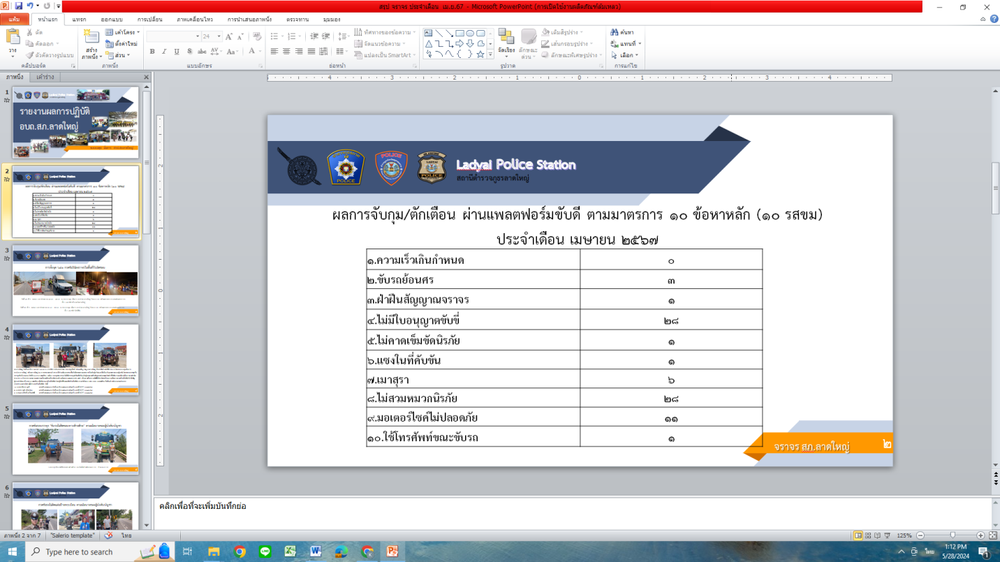 สรุป จราจร ประจำเดือน เม.ย.67 - Microsoft PowerPoint (การเปิดใช้งานผลิตภัณฑ์ล้มเหลว)
แฟ้ม หน้าแรก แทรก ออกแบบ การเปลี่ยน ภาพเคลื่อนไหว การนำเสนอภาพนิ่ง ตรวจทาน มุมมอง
วาง
ตัด
คัดลอก
ตัวคัดวางรูปแบบ
คลิปบอร์ด
สร้าง ภาพนิ่ง
เค้าโครง
ตั้งค่าใหม่
ส่วน
ภาพนิ่ง
24
แบบอักษร
ทิศทางของข้อความ
จัดแนวข้อความ
แปลงเป็น SmartArt
ย่อหน้า
จัดเรียง
ลักษณะด่วน
เติมสีรูปร่าง
เส้นกรอบรูปร่าง
ลักษณะพิเศษรูปร่าง
รูปวาด
ค้นหา
แทนที่
เลือก
การแก้ไข
ภาพนิ่ง เค้าร่าง
1
Ladyai Police Station
รายงานผลการปฏิบัติ
อบถ.สภ.ลาดใหญ่
2
3
4
5
6
Ladyai Police Station
สถานีตำรวจภูธรลาดใหญ่
ผลการจับกุม/ตักเตือน ผ่านแพลตฟอร์มขับดี ตามมาตรการ ๑๐ ข้อหาหลัก (๑๐ รสขม)
ประจำเดือน เมษายน ๒๕๖๗
๑.ความเร็วเกินกำหนด ๐
๒.ขับรถย้อนศร ๓
๓.ฝ่าฝืนสัญญาณจราจร ๑
๔.ไม่มีใบอนุญาตขับขี่ ๒๘
๕.ไม่คาดเข็มขัดนิรภัย ๑
๖.แซงในที่คับขัน ๑
๗.เมาสุรา ๖
๘.ไม่สวมหมวกนิรภัย ๒๘
๙.มอเตอร์ไซค์ไม่ปลอดภัย ๑๑
๑๐.ใช้โทรศัพท์ขณะขับรถ ๑
จราจร สภ.ลาดใหญ่ ๒
คลิกเพื่อที่จะเพิ่มบันทึกย่อ
ภาพนิ่ง 2 จาก 7 "Salerio template" ไทย 125%
Type here to search
ไทย
1:12 PM
5/28/2024